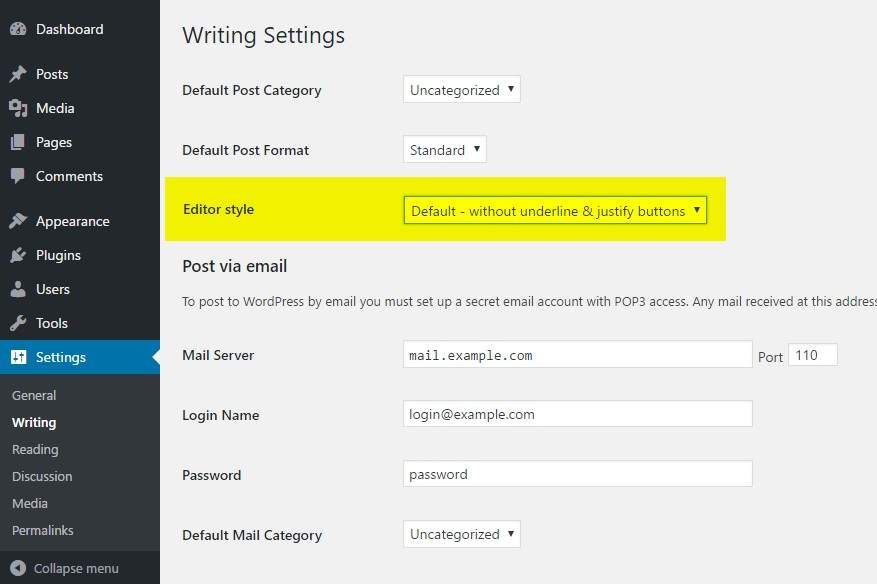 Dashboard
Posts
Media
Pages
Comments
Appearance
Plugins
Users
Tools
Settings
General
Writing
Reading
Discussion
Media
Permalinks
Collapse menu
Writing Settings
Default Post Category Uncategorized
Default Post Format Standard
Editor style Default - without underline & justify buttons
Post via email
To post to WordPress by email you must set up a secret email account with POP3 access. Any mail received at this address
Mail Server mail.example.com Port 110
Login Name login@example.com
Password password
Default Mail Category Uncategorized